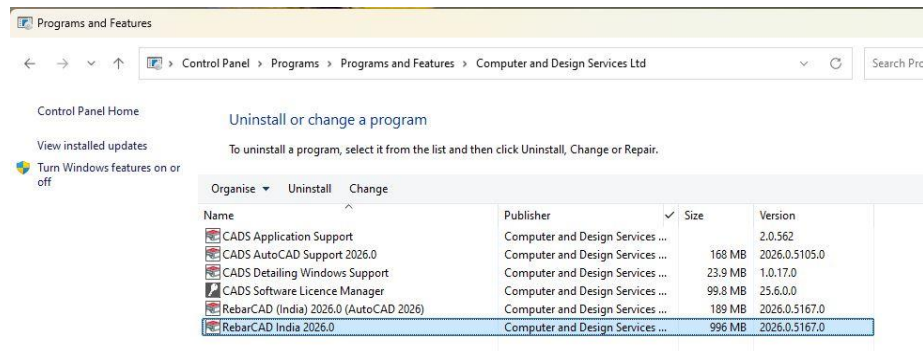 Programs and Features
Control Panel > Programs > Programs and Features > Computer and Design Services Ltd
Search Pro
Control Panel Home
View installed updates
Turn Windows features on or
off
Uninstall or change a program
To uninstall a program, select it from the list and then click Uninstall, Change or Repair.
Organise Uninstall Change
Name Publisher Size Version
CADS Application Support Computer and Design Services ... 2.0.562
CADS AutoCAD Support 2026.0 Computer and Design Services ... 168 MB 2026.0.5105.0
CADS Detailing Windows Support Computer and Design Services ... 23.9 MB 1.0.17.0
CADS Software Licence Manager Computer and Design Services ... 99.8 MB 25.6.0.0
RebarCAD (India) 2026.0 (AutoCAD 2026) Computer and Design Services ... 189 MB 2026.0.5167.0
RebarCAD India 2026.0 Computer and Design Services ... 996 MB 2026.0.5167.0